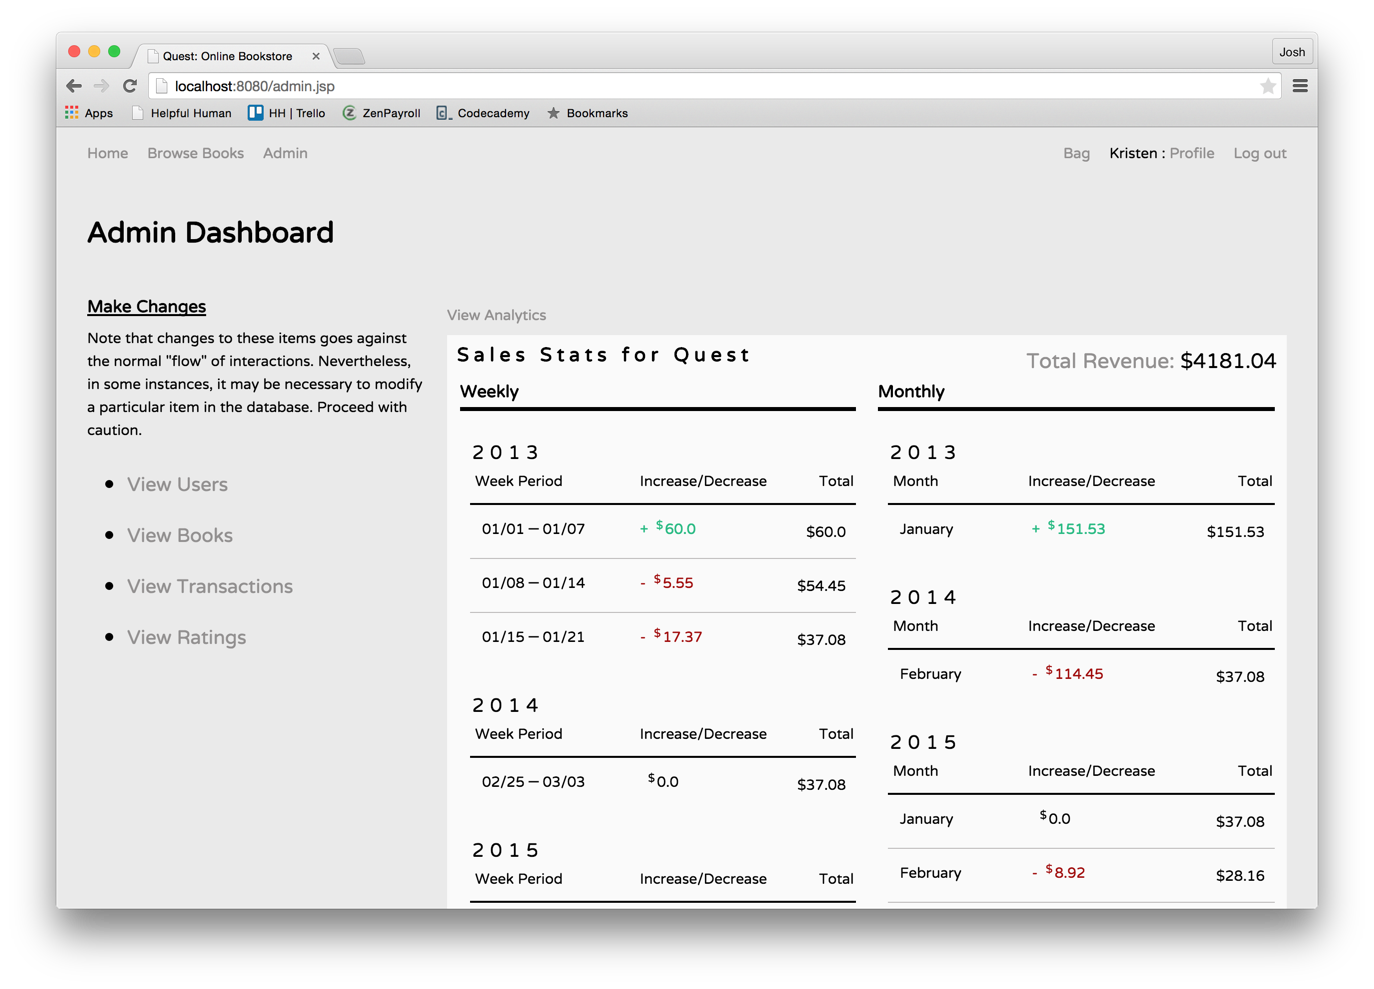 Quest: Online Bookstore
Josh
localhost:8080/admin.jsp
Apps Helpful Human HH | Trello ZenPayroll Codecademy Bookmarks
Home Browse Books Admin
Bag Kristen : Profile Log out
Admin Dashboard
Make Changes
Note that changes to these items goes against
the normal "flow" of interactions. Nevertheless,
in some instances, it may be necessary to modify
a particular item in the database. Proceed with
caution.
View Users
View Books
View Transactions
View Ratings
View Analytics
Sales Stats for Quest
Total Revenue: $4181.04
Weekly
2013
Week Period Increase/Decrease Total
01/01 — 01/07 + $60.0 $60.0
01/08 — 01/14 - $5.55 $54.45
01/15 — 01/21 - $17.37 $37.08
2014
Week Period Increase/Decrease Total
02/25 — 03/03 $0.0 $37.08
2015
Week Period Increase/Decrease Total
Monthly
2013
Month Increase/Decrease Total
January + $151.53 $151.53
2014
Month Increase/Decrease Total
February - $114.45 $37.08
2015
Month Increase/Decrease Total
January $0.0 $37.08
February - $8.92 $28.16